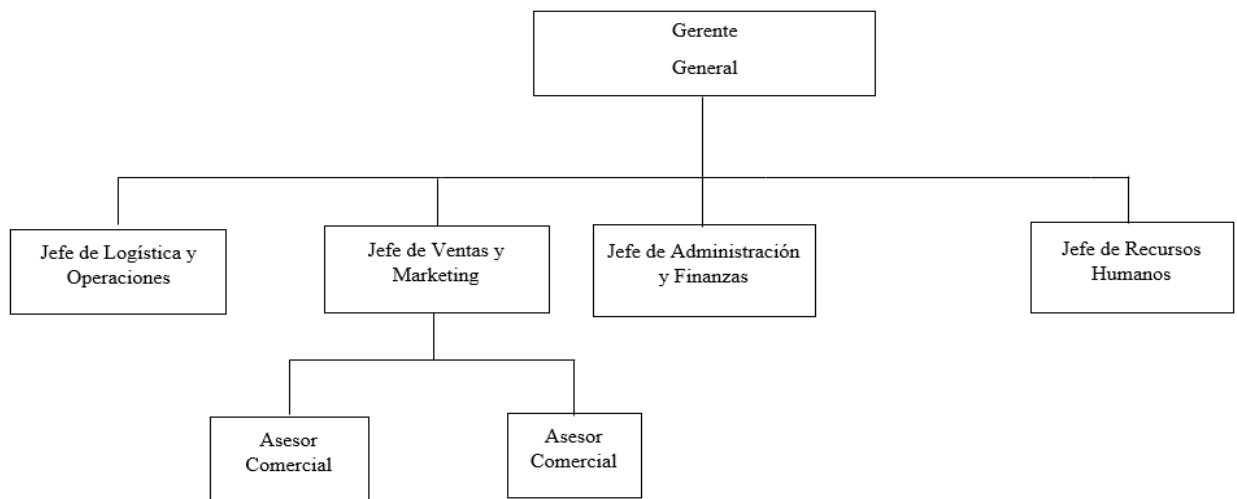 Gerente
General
Jefe de Logística y
Operaciones
Jefe de Ventas y
Marketing
Jefe de Administración
y Finanzas
Jefe de Recursos
Humanos
Asesor
Comercial
Asesor
Comercial